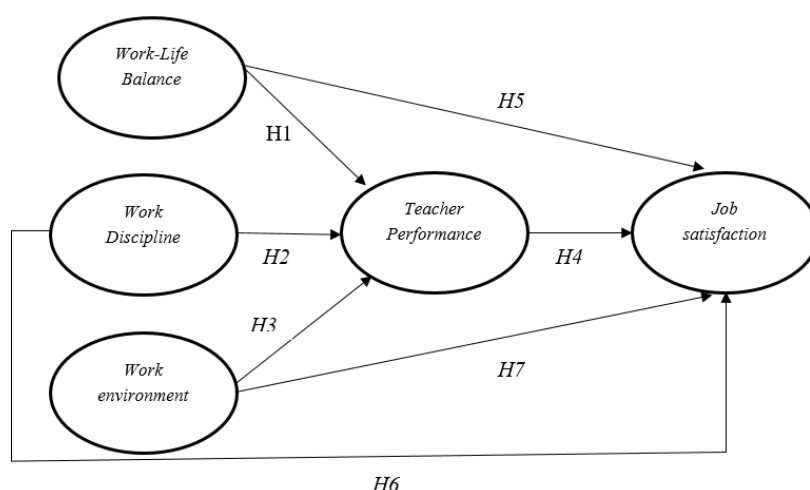 Work-Life
Balance
H5
H1
Work
Discipline
H2
Teacher
Performance
H4
Job
satisfaction
H3
Work
environment
H7
H6